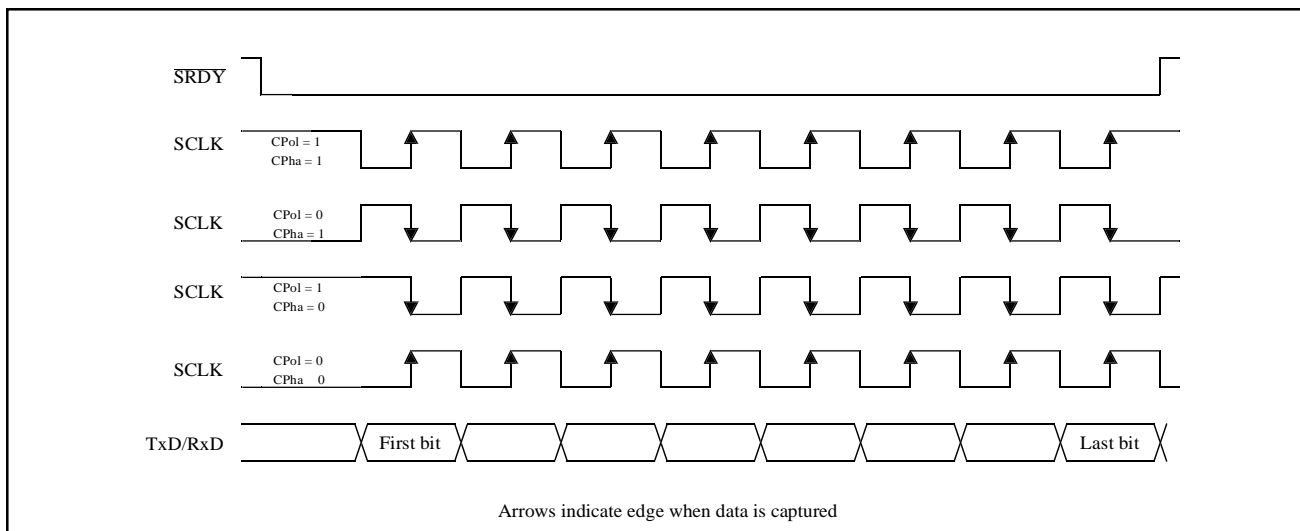 SRDY
SCLK
CPol = 1
CPha = 1
SCLK
CPol = 0
CPha = 1
SCLK
CPol = 1
CPha = 0
SCLK
CPol = 0
CPha 0
TxD/RxD
First bit
Last bit
Arrows indicate edge when data is captured